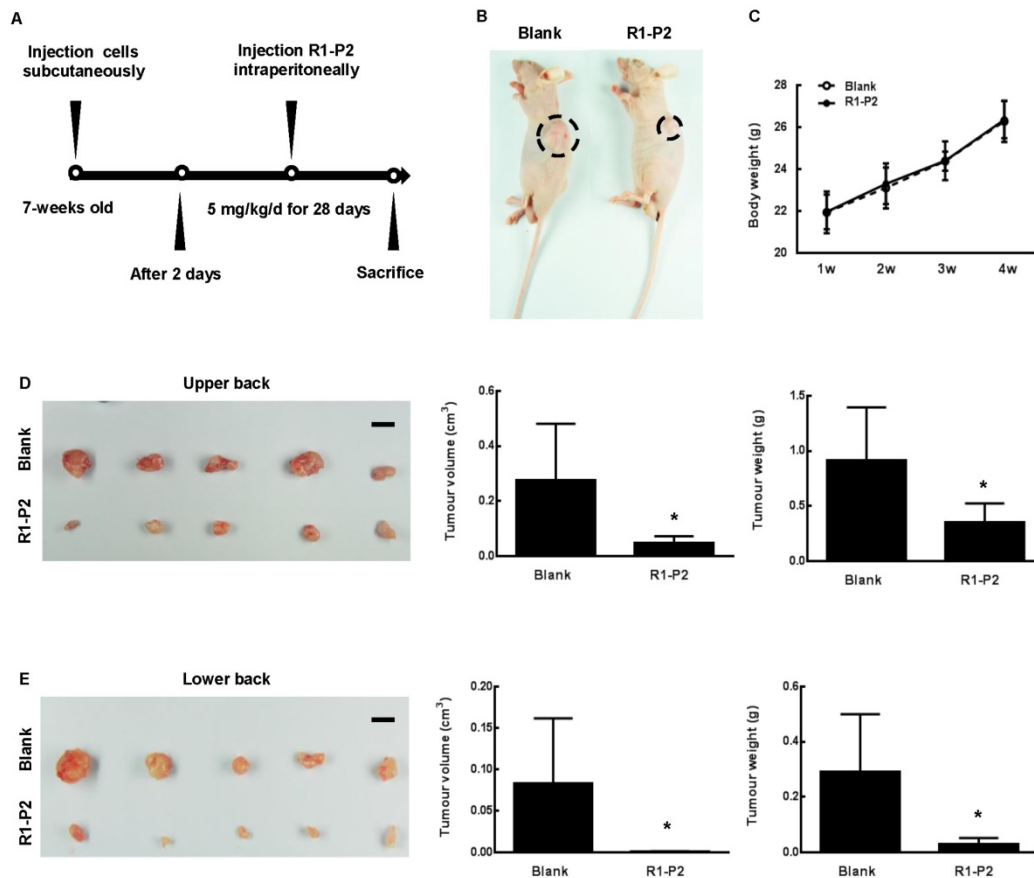 A
Injection cells
subcutaneously
Injection R1-P2
intraperitoneally
7-weeks old
5 mg/kg/d for 28 days
After 2 days
Sacrifice
B
Blank
R1-P2
C
Blank
R1-P2
Body weight (g)
28
26
24
22
20
1w
2w
3w
4w
D
Upper back
Blank
R1-P2
Tumour volume (cm³)
0.6
0.4
0.2
0.0
*
Blank
R1-P2
Tumour weight (g)
1.5
1.0
0.5
0.0
*
Blank
R1-P2
E
Lower back
Blank
R1-P2
Tumour volume (cm³)
0.20
0.15
0.10
0.05
0.00
*
Blank
R1-P2
Tumour weight (g)
0.6
0.4
0.2
0.0
*
Blank
R1-P2